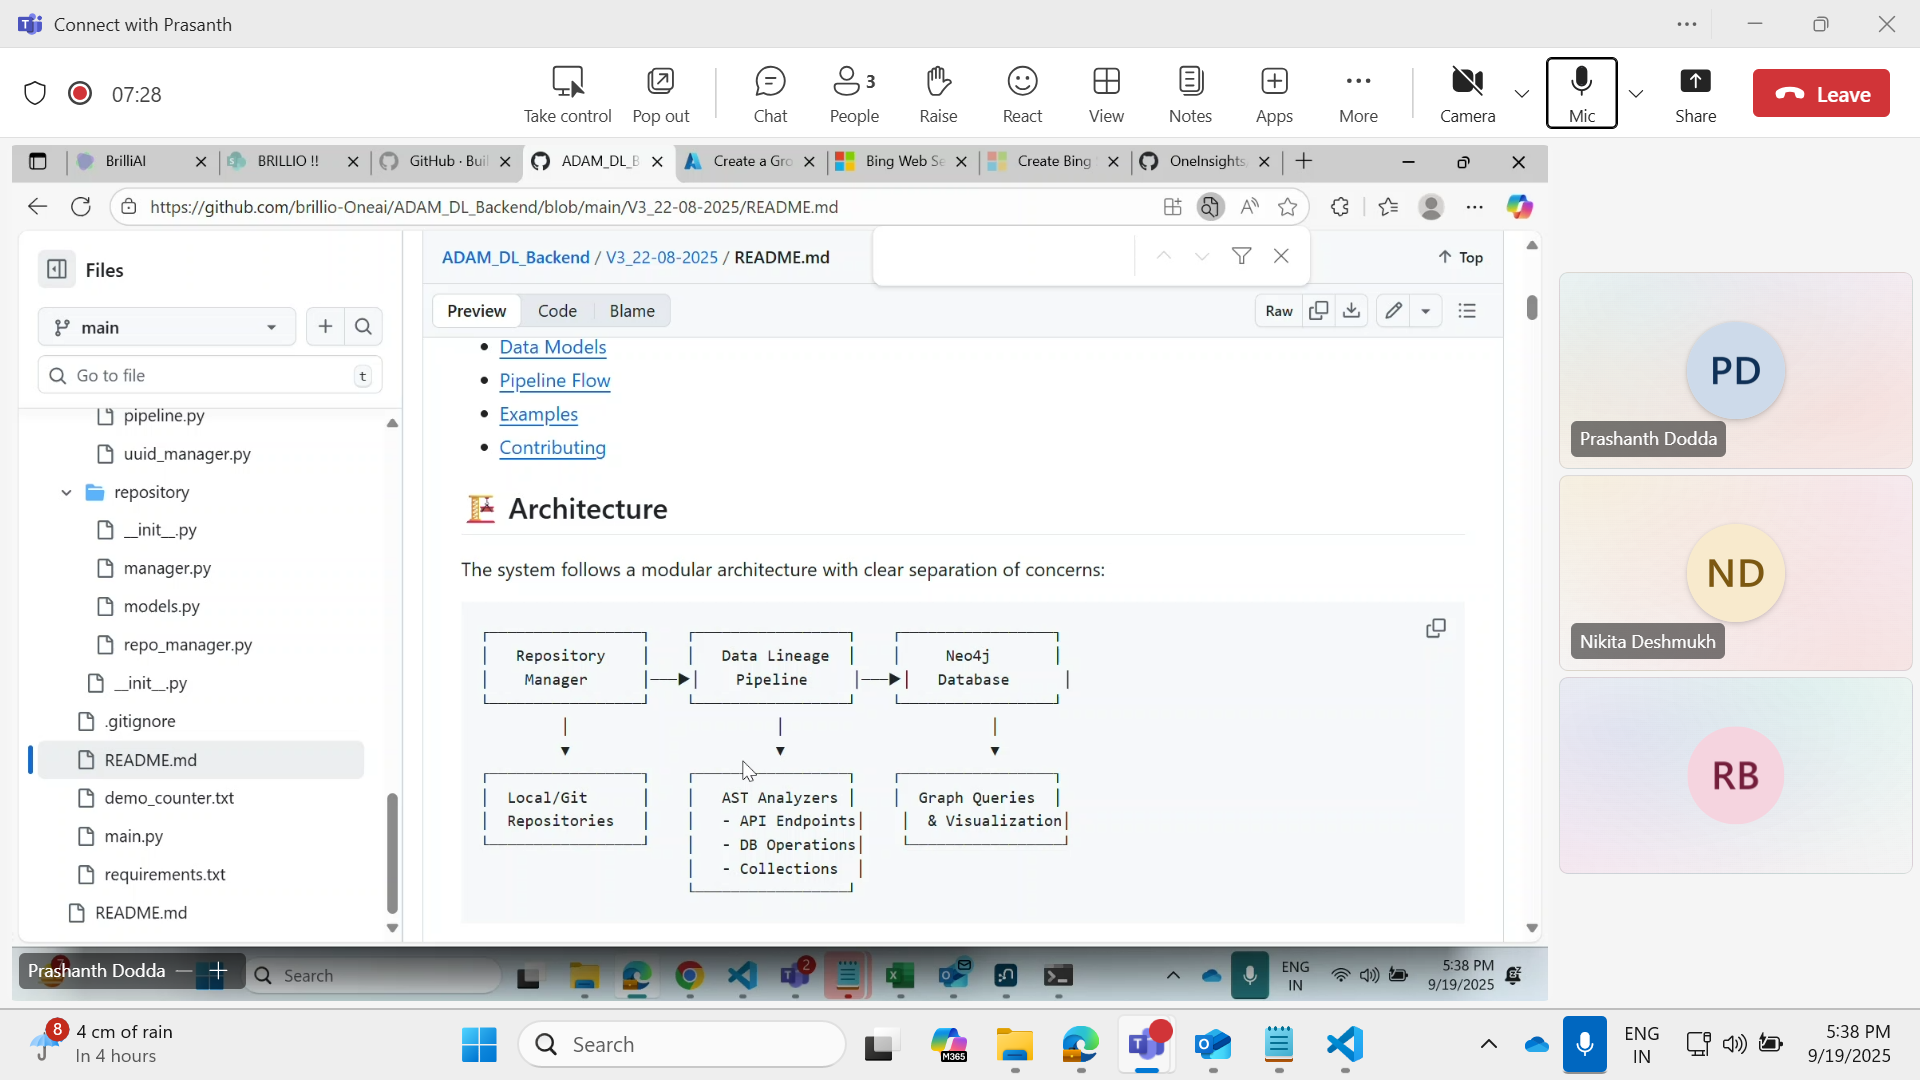 Connect with Prasanth
07:28
Take control
Pop out
Chat
3
People
Raise
React
View
Notes
Apps
More
Camera
Mic
Share
Leave
BrilliAI
BRILLIO !!
GitHub · Buil
ADAM_DL_B
Create a Gro
Bing Web Se
Create Bing
OneInsights
https://github.com/brillio-Oneai/ADAM_DL_Backend/blob/main/V3_22-08-2025/README.md
Files
main
Go to file
t
pipeline.py
uuid_manager.py
repository
__init__.py
manager.py
models.py
repo_manager.py
__init__.py
.gitignore
README.md
demo_counter.txt
main.py
requirements.txt
README.md
ADAM_DL_Backend / V3_22-08-2025 / README.md
Top
Preview
Code
Blame
Raw
Data Models
Pipeline Flow
Examples
Contributing
Architecture
The system follows a modular architecture with clear separation of concerns:
Repository
Manager
Data Lineage
Pipeline
Neo4j
Database
Local/Git
Repositories
AST Analyzers
- API Endpoints
- DB Operations
- Collections
Graph Queries
& Visualization
PD
Prashanth Dodda
ND
Nikita Deshmukh
RB
Prashanth Dodda
Search
2
ENG
IN
5:38 PM
9/19/2025
8
4 cm of rain
In 4 hours
Search
M365
ENG
IN
5:38 PM
9/19/2025